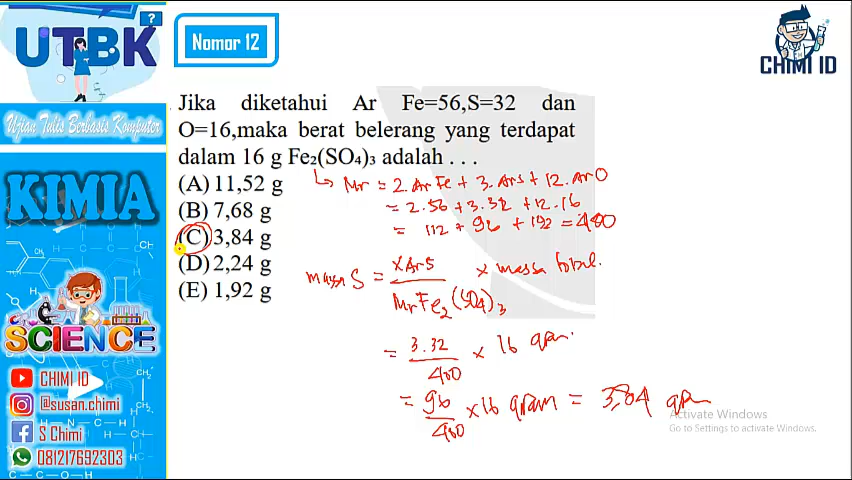 UTBK
?
Nomor 12
CHIMI ID
Ujian Tulis Berbasis Komputer
KIMIA
SCIENCE
CHIMI ID
@susan.chimi
S Chimi
081217692303
Jika diketahui Ar Fe=56,S=32 dan
O=16,maka berat belerang yang terdapat
dalam 16 g Fe₂(SO₄)₃ adalah . . .
(A) 11,52 g
(B) 7,68 g
(C) 3,84 g
(D) 2,24 g
(E) 1,92 g
↳ Mr = 2.Ar Fe + 3.Ar S + 12.Ar O
= 2.56 + 3.32 + 12.16
= 112 + 96 + 192 = 400
massa S = x Ar S / Mr Fe₂(SO₄)₃ x massa total.
= 3.32 / 400 x 16 gram.
= 96 / 400 x 16 gram = 3,84 gram
Activate Windows
Go to Settings to activate Windows.